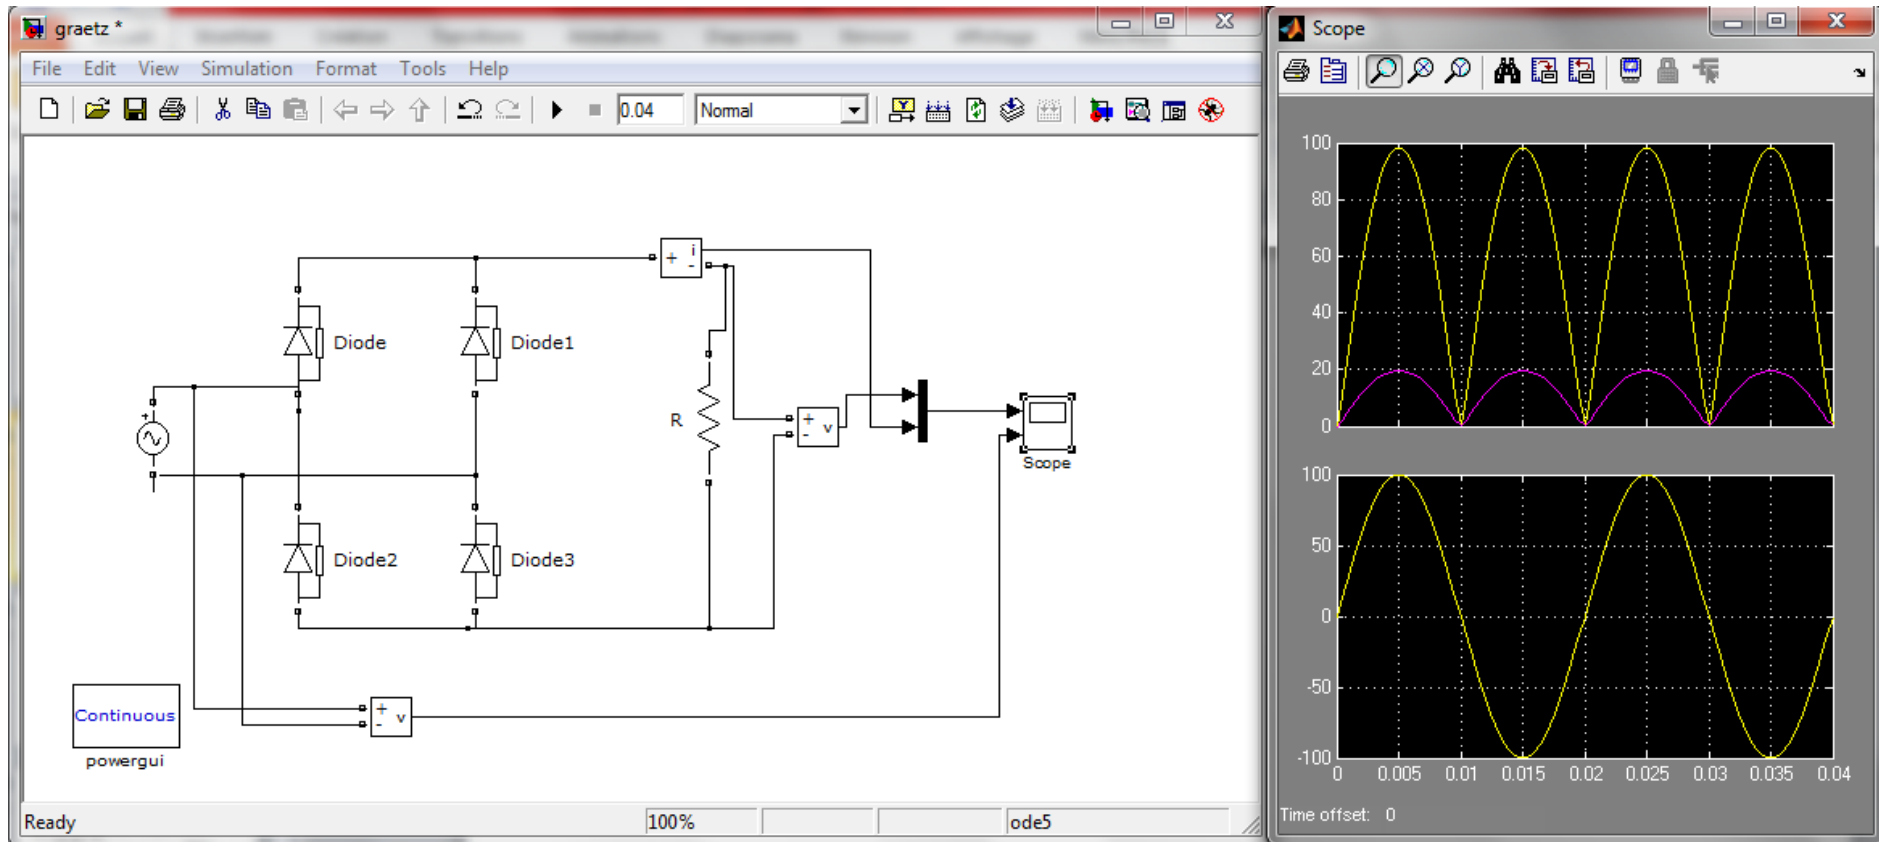 graetz *
File Edit View Simulation Format Tools Help
0.04 Normal
i
+ -
Diode Diode1
+
R
+
- v
Scope
Diode2 Diode3
Continuous
powergui
+
- v
Ready 100% ode5
Scope
100
80
60
40
20
0
100
50
0
-50
-100
0 0.005 0.01 0.015 0.02 0.025 0.03 0.035 0.04
Time offset: 0